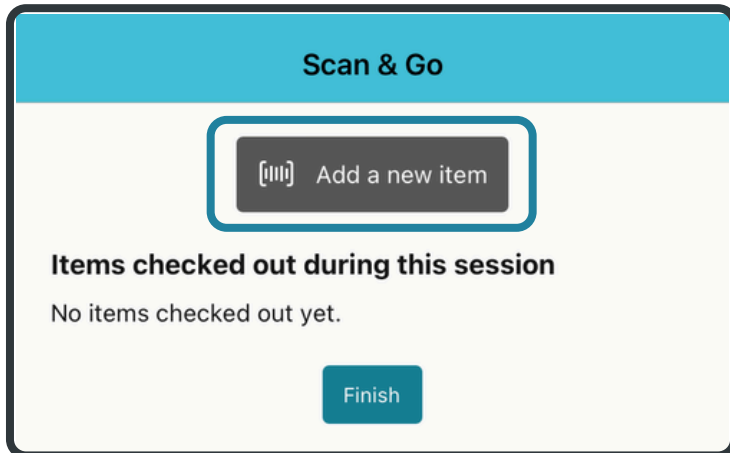 Scan & Go
Add a new item
Items checked out during this session
No items checked out yet.
Finish